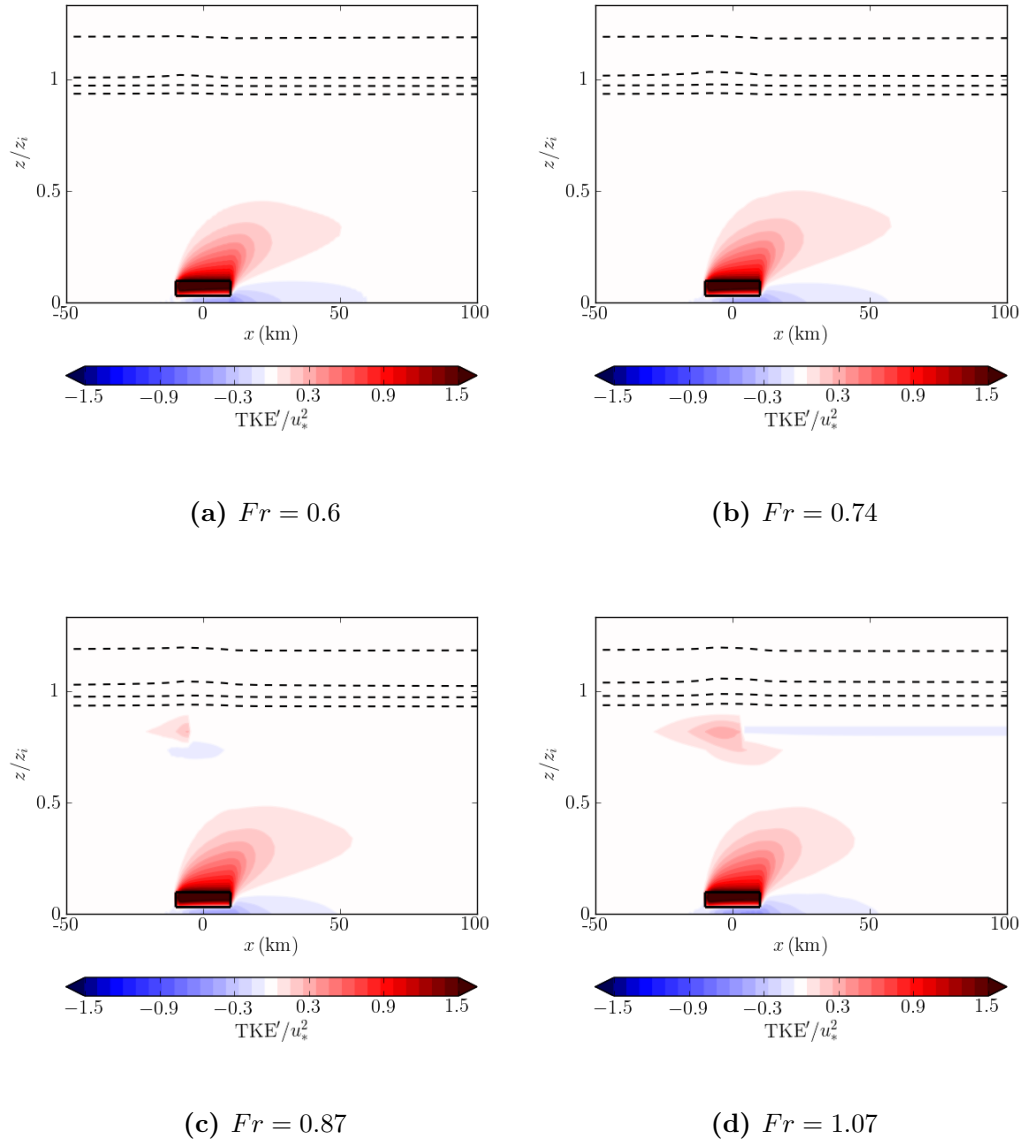 1
1
z/z_i
z/z_i
0.5
0.5
0
0
-50 0 50 100
-50 0 50 100
x (km)
x (km)
−1.5 −0.9 −0.3 0.3 0.9 1.5
−1.5 −0.9 −0.3 0.3 0.9 1.5
TKE′/u_*^2
TKE′/u_*^2
(a) Fr = 0.6
(b) Fr = 0.74
1
1
z/z_i
z/z_i
0.5
0.5
0
0
-50 0 50 100
-50 0 50 100
x (km)
x (km)
−1.5 −0.9 −0.3 0.3 0.9 1.5
−1.5 −0.9 −0.3 0.3 0.9 1.5
TKE′/u_*^2
TKE′/u_*^2
(c) Fr = 0.87
(d) Fr = 1.07